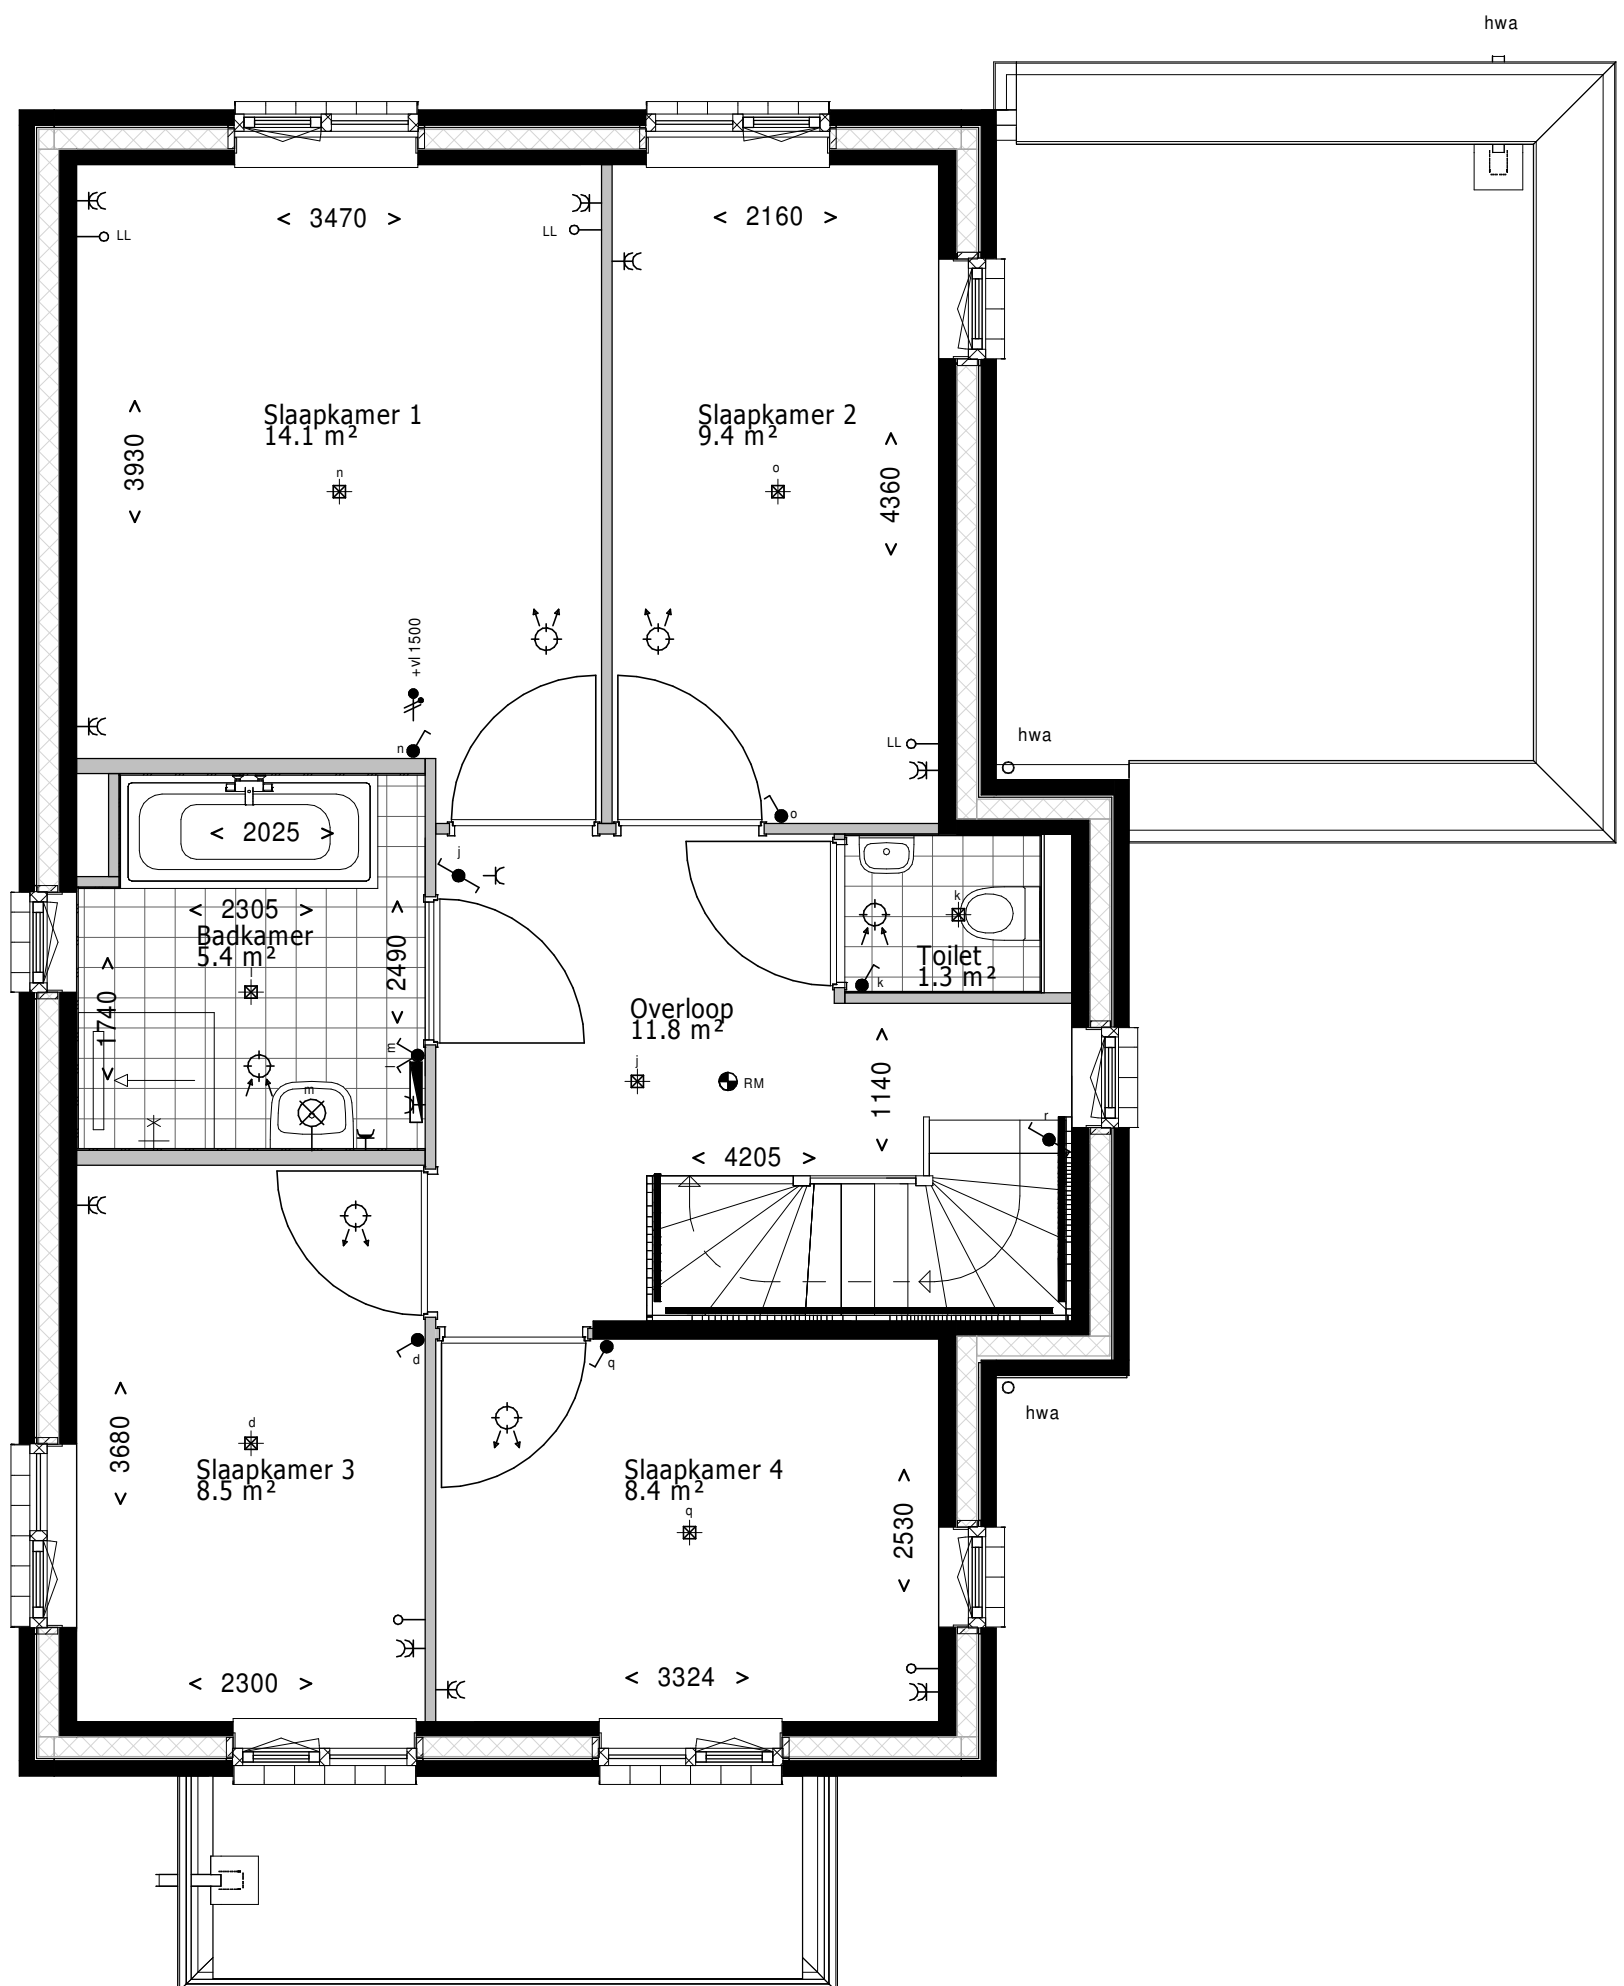 hwa
< 3470 >
< 2160 >
LL
LL
Slaapkamer 1
14.1 m²
Slaapkamer 2
9.4 m²
< 3930 >
n
o
< 4360 >
+vl 1500
n
LL
hwa
o
< 2025 >
j
< 2305 >
Badkamer
5.4 m²
l
< 2490 >
< 1740 >
k
Toilet
1.3 m²
k
Overloop
11.8 m²
j
RM
m
l
m
< 1140 >
r
< 4205 >
d
q
hwa
< 3680 >
d
Slaapkamer 3
8.5 m²
Slaapkamer 4
8.4 m²
q
< 2530 >
< 2300 >
< 3324 >